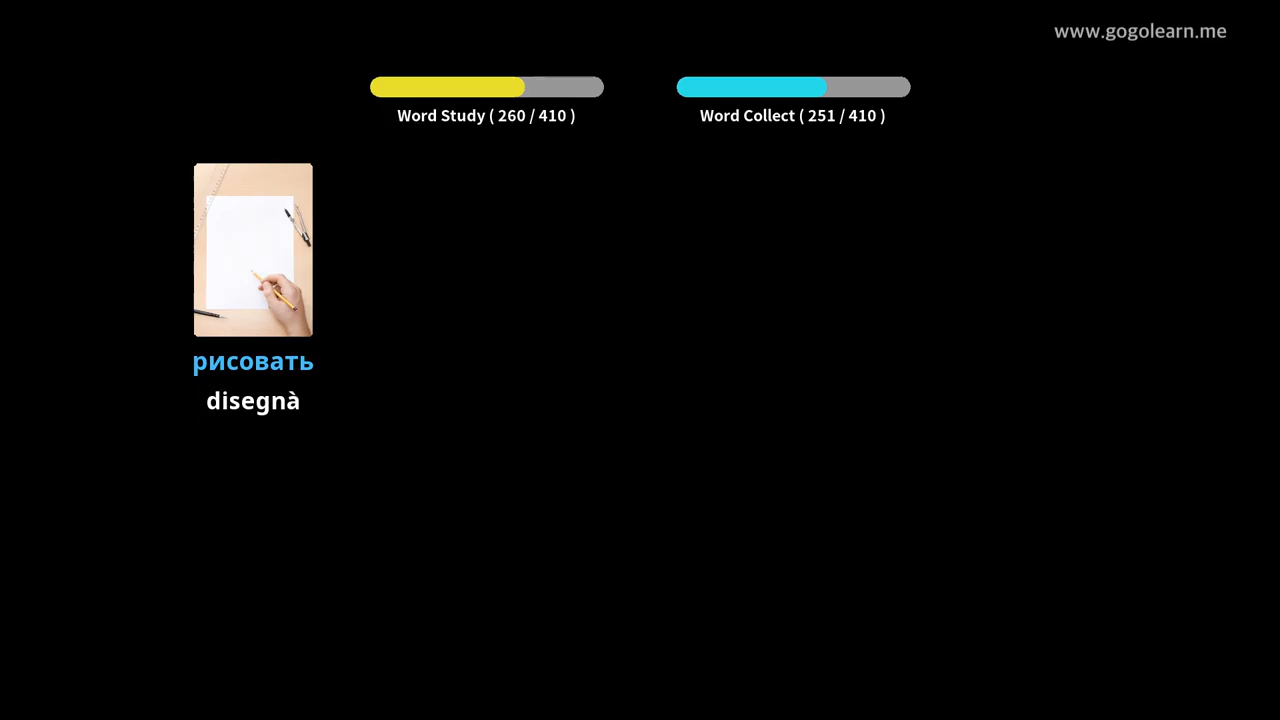 www.gogolearn.me
Word Study ( 260 / 410 )
Word Collect ( 251 / 410 )
рисовать
disegnà